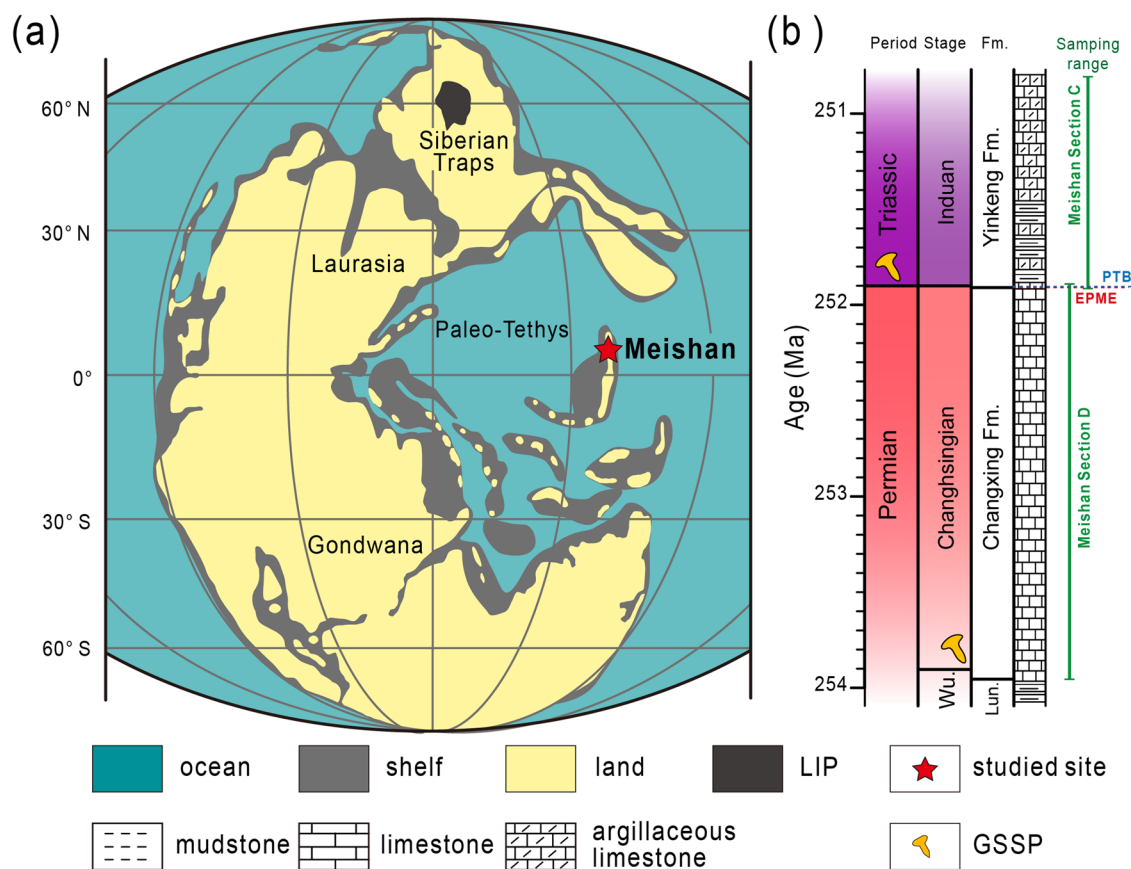 (a)
60° N
30° N
0°
30° S
60° S
Siberian
Traps
Laurasia
Paleo-Tethys
Meishan
Gondwana
(b )
Period
Stage
Fm.
Samping
range
Age (Ma)
251
252
253
254
Triassic
Permian
Induan
Changhsingian
Wu.
Yinkeng Fm.
Changxing Fm.
Lun.
Meishan Section C
PTB
EPME
Meishan Section D
ocean
shelf
land
LIP
studied site
mudstone
limestone
argillaceous
limestone
GSSP